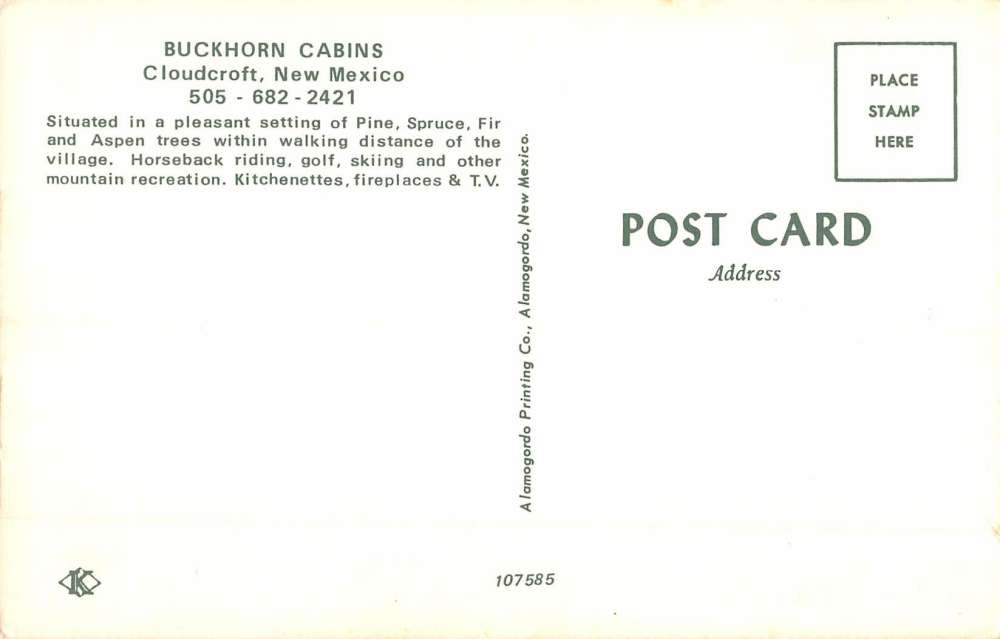 BUCKHORN CABINS
Cloudcroft, New Mexico
505 - 682 - 2421
Situated in a pleasant setting of Pine, Spruce, Fir
and Aspen trees within walking distance of the
village. Horseback riding, golf, skiing and other
mountain recreation. Kitchenettes, fireplaces & T.V.
Alamogordo Printing Co., Alamogordo, New Mexico.
PLACE
STAMP
HERE
POST CARD
Address
K
107585